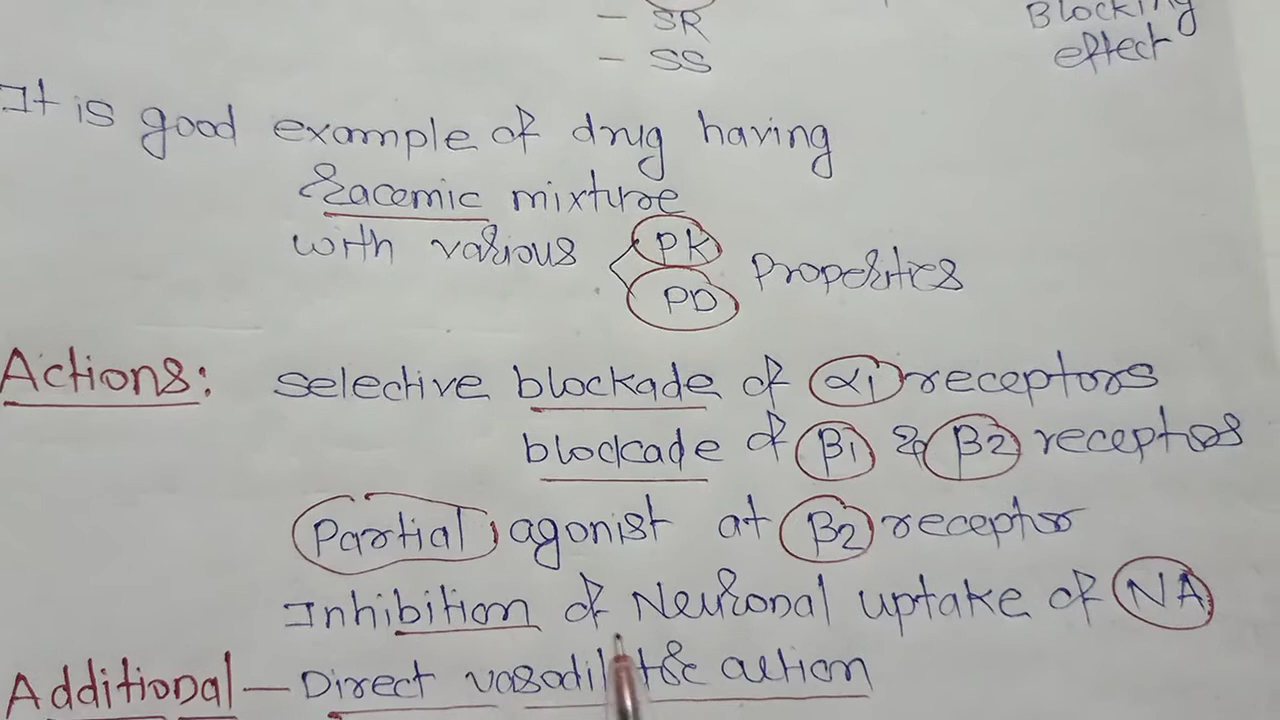 - SR
- SS
Blocking
effect
It is good example of drug having
Racemic mixture
with various PK
PD Properties
Actions: selective blockade of α1 receptors
blockade of β1 & β2 receptors
Partial agonist at β2 receptor
Inhibition of Neuronal uptake of NA
Additional - Direct vasodilator action